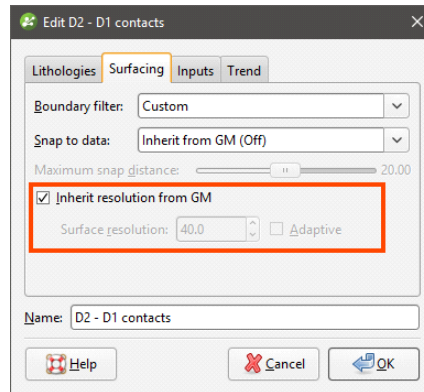 Edit D2 - D1 contacts
Lithologies Surfacing Inputs Trend
Boundary filter: Custom
Snap to data: Inherit from GM (Off)
Maximum snap distance: 20.00
Inherit resolution from GM
Surface resolution: 40.0 Adaptive
Name: D2 - D1 contacts
Help Cancel OK